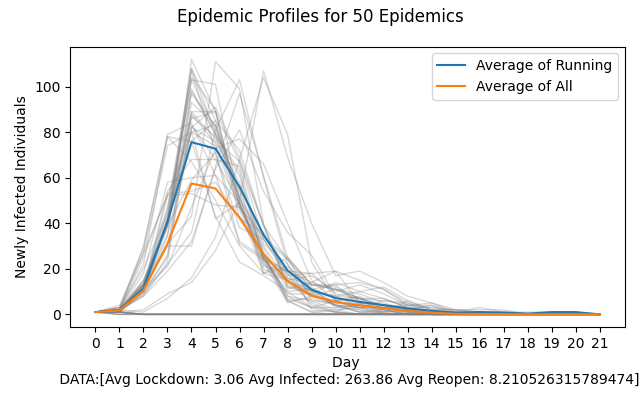 Epidemic Profiles for 50 Epidemics
Average of Running
Average of All
Newly Infected Individuals
100
80
60
40
20
0
0 1 2 3 4 5 6 7 8 9 10 11 12 13 14 15 16 17 18 19 20 21
Day
DATA:[Avg Lockdown: 3.06 Avg Infected: 263.86 Avg Reopen: 8.210526315789474]